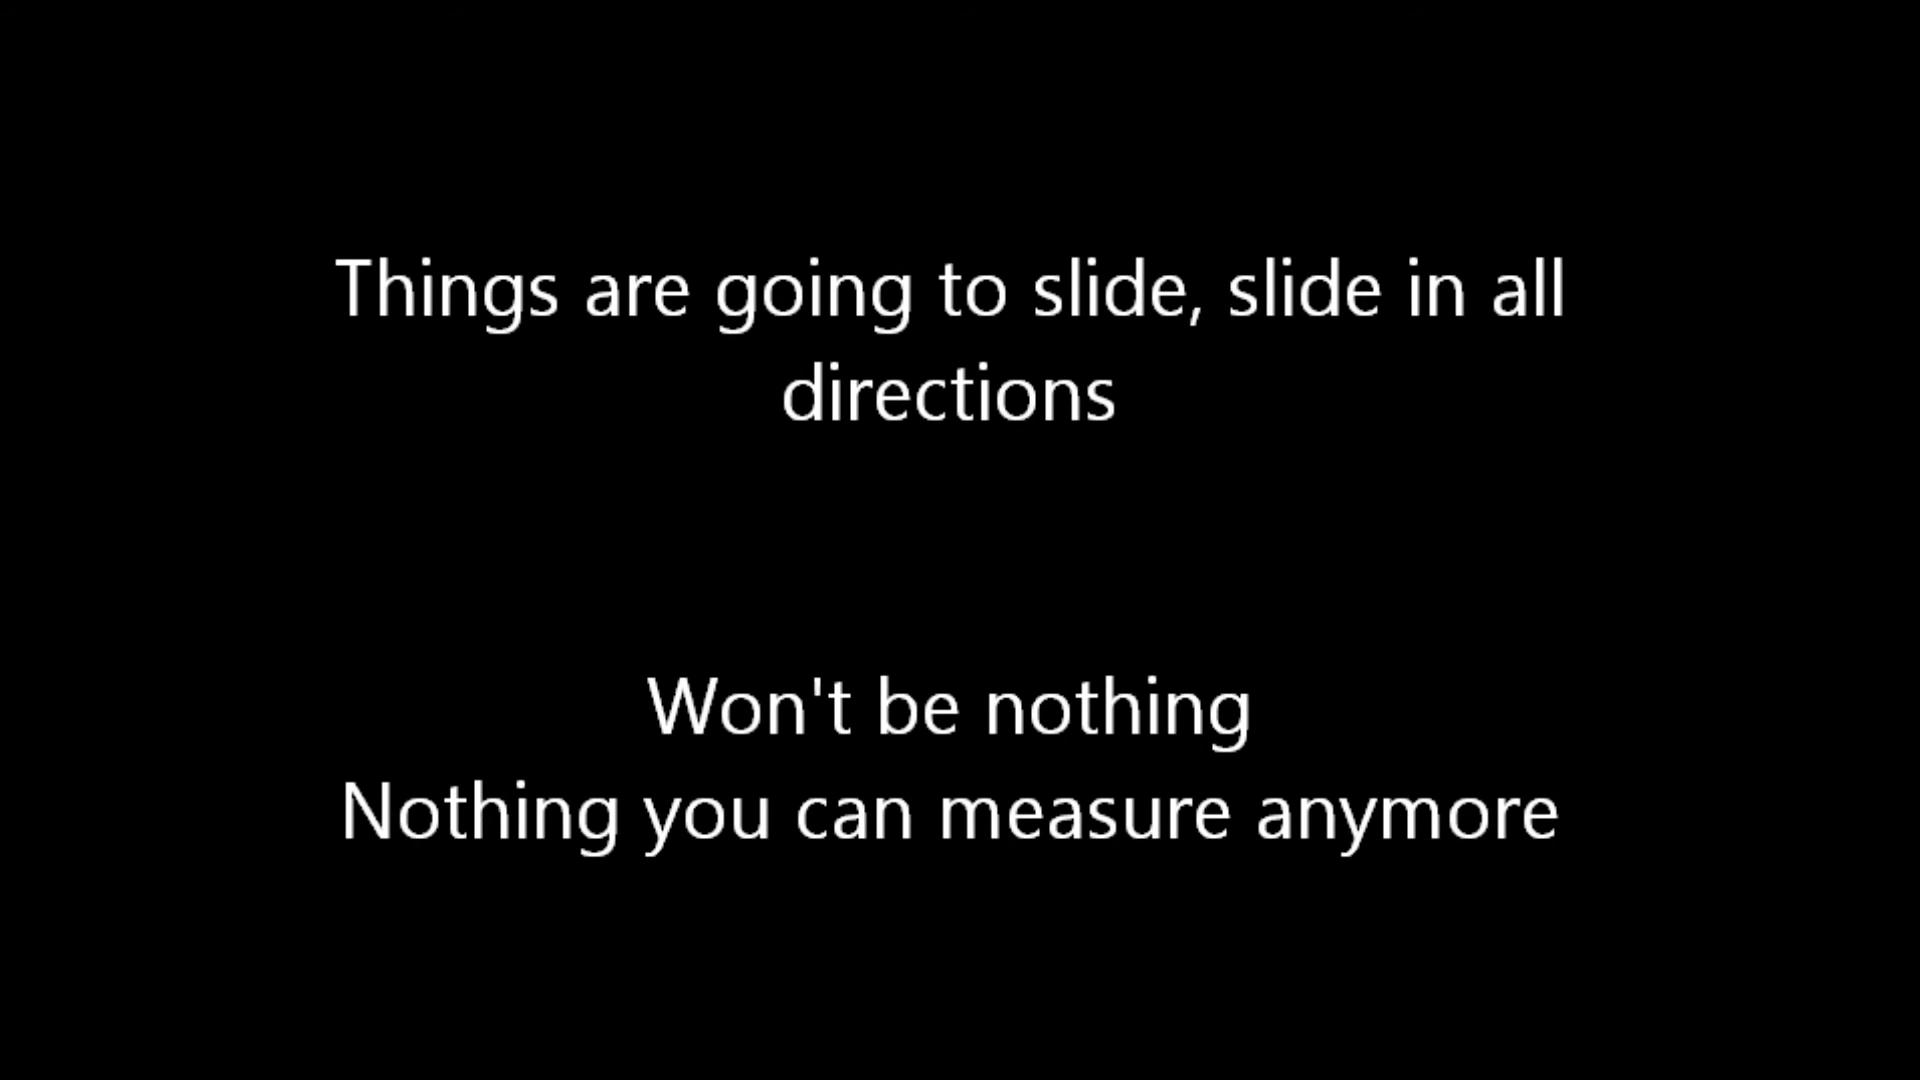 Things are going to slide, slide in all
directions
Won't be nothing
Nothing you can measure anymore